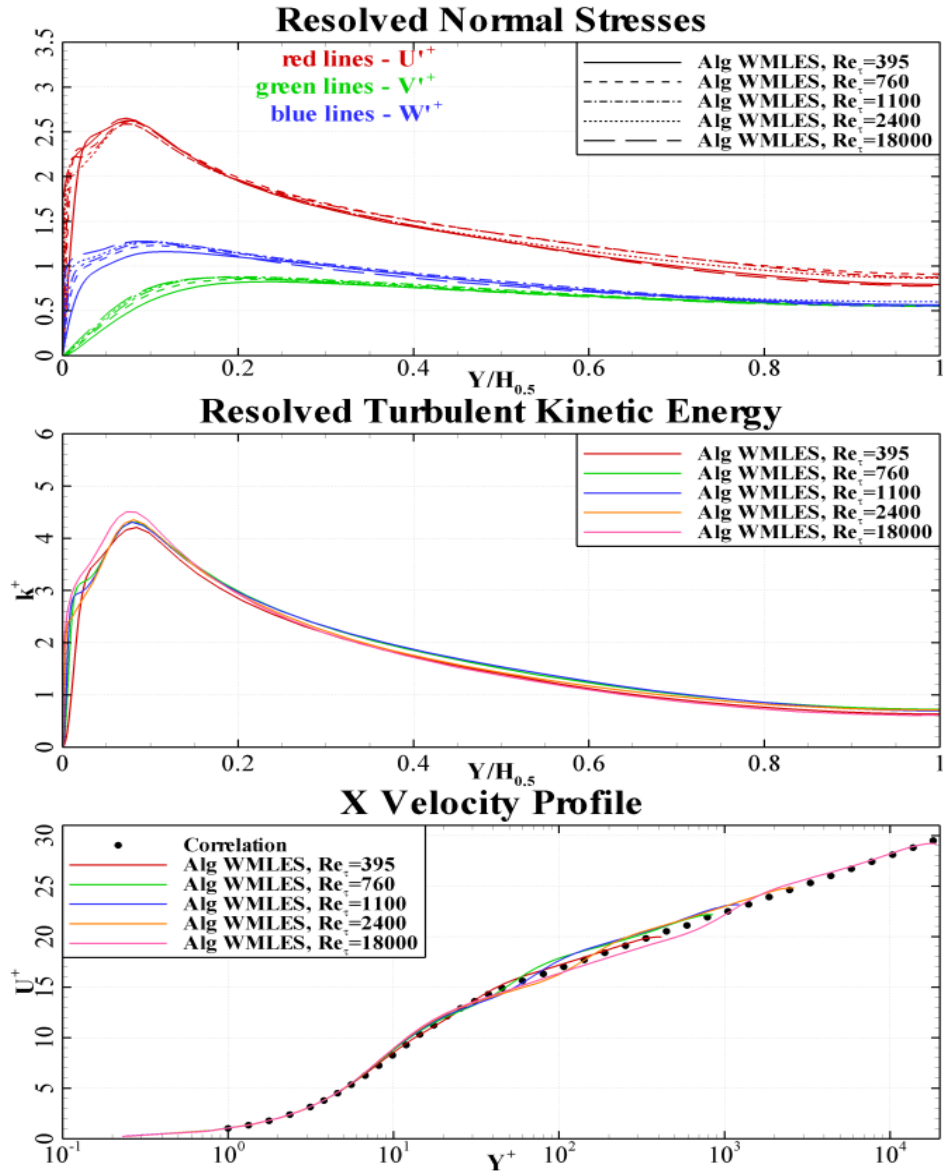 Resolved Normal Stresses
3.5
3
2.5
2
1.5
1
0.5
0
red lines - U'+
green lines - V'+
blue lines - W'+
Alg WMLES, Reτ=395
Alg WMLES, Reτ=760
Alg WMLES, Reτ=1100
Alg WMLES, Reτ=2400
Alg WMLES, Reτ=18000
0 0.2 0.4 0.6 0.8 1
Y/H0.5
Resolved Turbulent Kinetic Energy
6
5
4
3
2
1
0
k+
Alg WMLES, Reτ=395
Alg WMLES, Reτ=760
Alg WMLES, Reτ=1100
Alg WMLES, Reτ=2400
Alg WMLES, Reτ=18000
0 0.2 0.4 0.6 0.8 1
Y/H0.5
X Velocity Profile
30
25
20
15
10
5
0
U+
Correlation
Alg WMLES, Reτ=395
Alg WMLES, Reτ=760
Alg WMLES, Reτ=1100
Alg WMLES, Reτ=2400
Alg WMLES, Reτ=18000
10-1 100 101 102 103 104
Y+